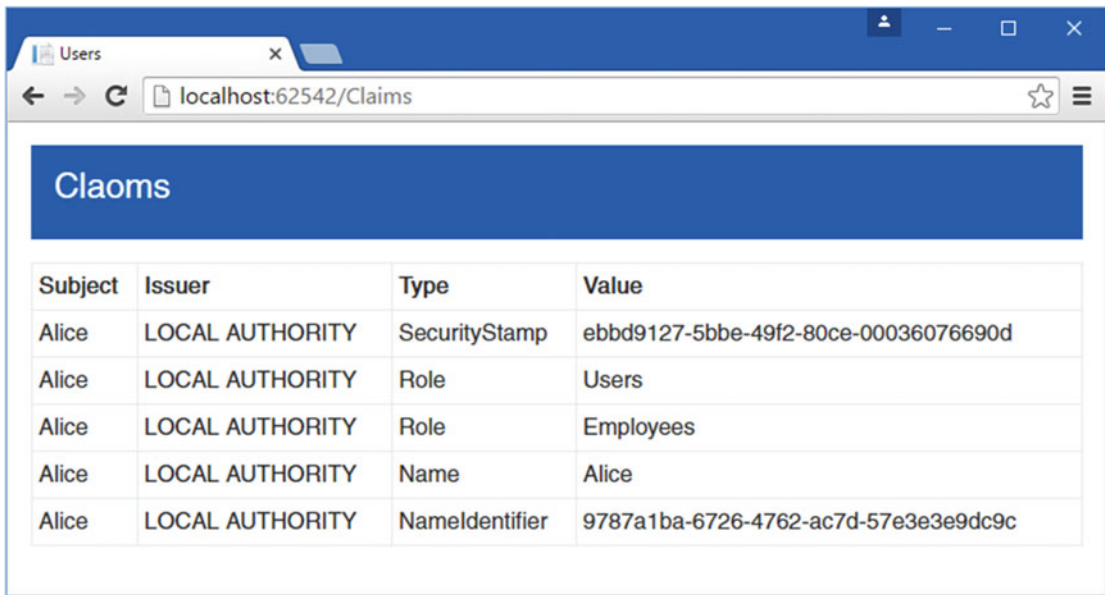 Users
localhost:62542/Claims
Claoms
Subject Issuer Type Value
Alice LOCAL AUTHORITY SecurityStamp ebbd9127-5bbe-49f2-80ce-00036076690d
Alice LOCAL AUTHORITY Role Users
Alice LOCAL AUTHORITY Role Employees
Alice LOCAL AUTHORITY Name Alice
Alice LOCAL AUTHORITY NameIdentifier 9787a1ba-6726-4762-ac7d-57e3e3e9dc9c